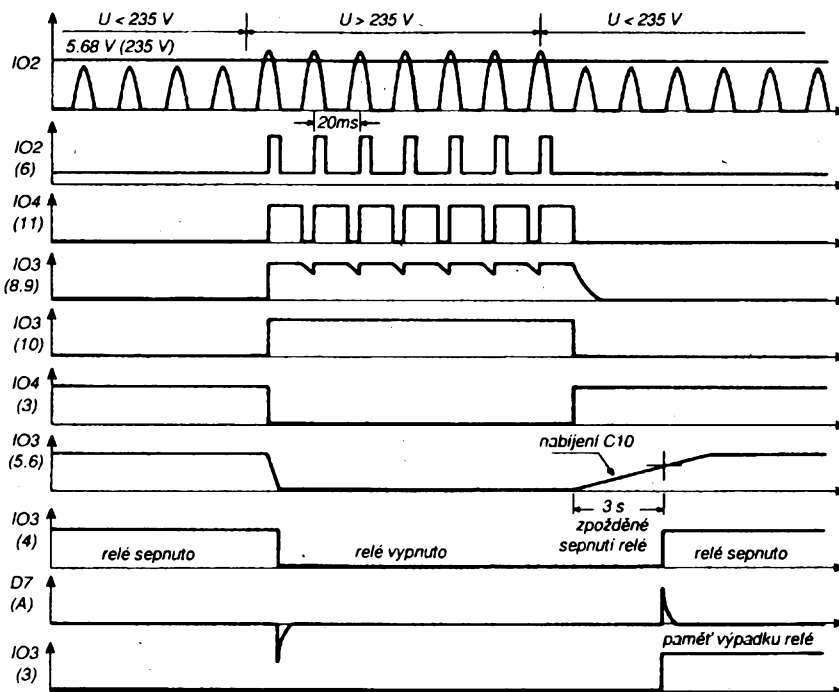 U < 235 V
U > 235 V
U < 235 V
5.68 V (235 V)
IO2
20ms
IO2
(6)
IO4
(11)
IO3
(8.9)
IO3
(10)
IO4
(3)
IO3
(5.6)
nabíjení C10
3 s
zpožděné
sepnutí relé
IO3
(4)
relé sepnuto
relé vypnuto
relé sepnuto
D7
(A)
paměť výpadku relé
IO3
(3)